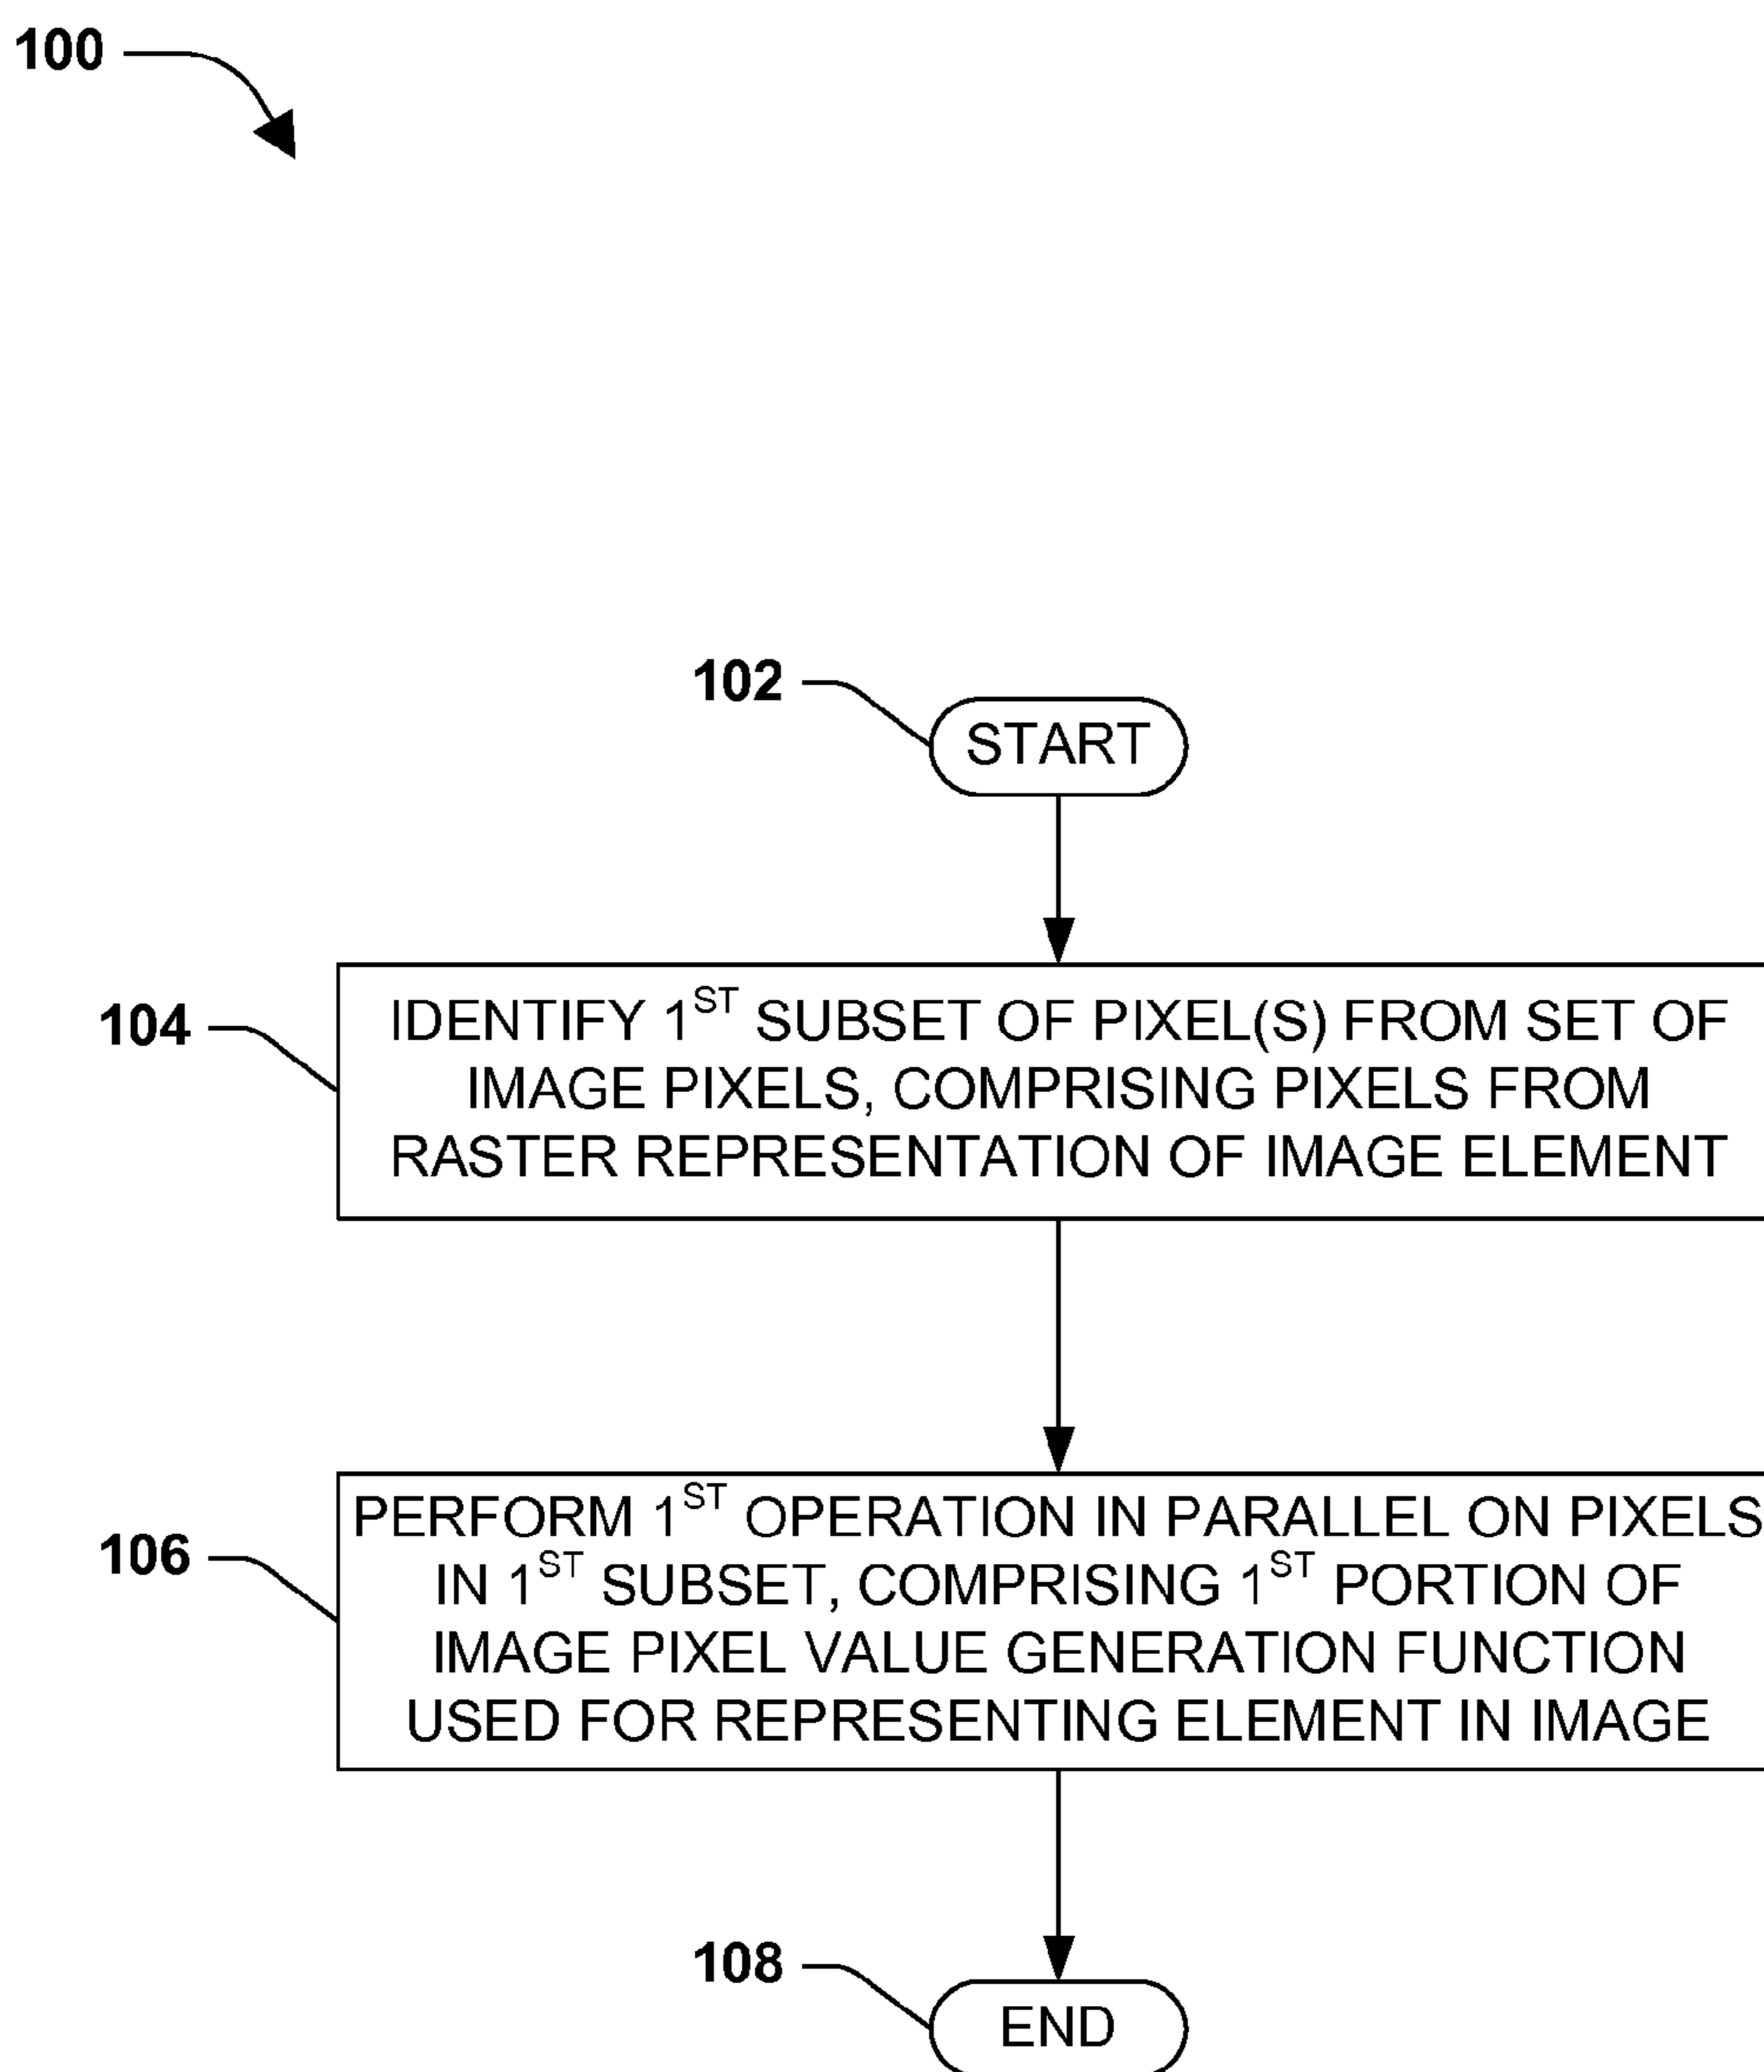 100
102
START
104
IDENTIFY 1ST SUBSET OF PIXEL(S) FROM SET OF
IMAGE PIXELS, COMPRISING PIXELS FROM
RASTER REPRESENTATION OF IMAGE ELEMENT
106
PERFORM 1ST OPERATION IN PARALLEL ON PIXELS
IN 1ST SUBSET, COMPRISING 1ST PORTION OF
IMAGE PIXEL VALUE GENERATION FUNCTION
USED FOR REPRESENTING ELEMENT IN IMAGE
108
END